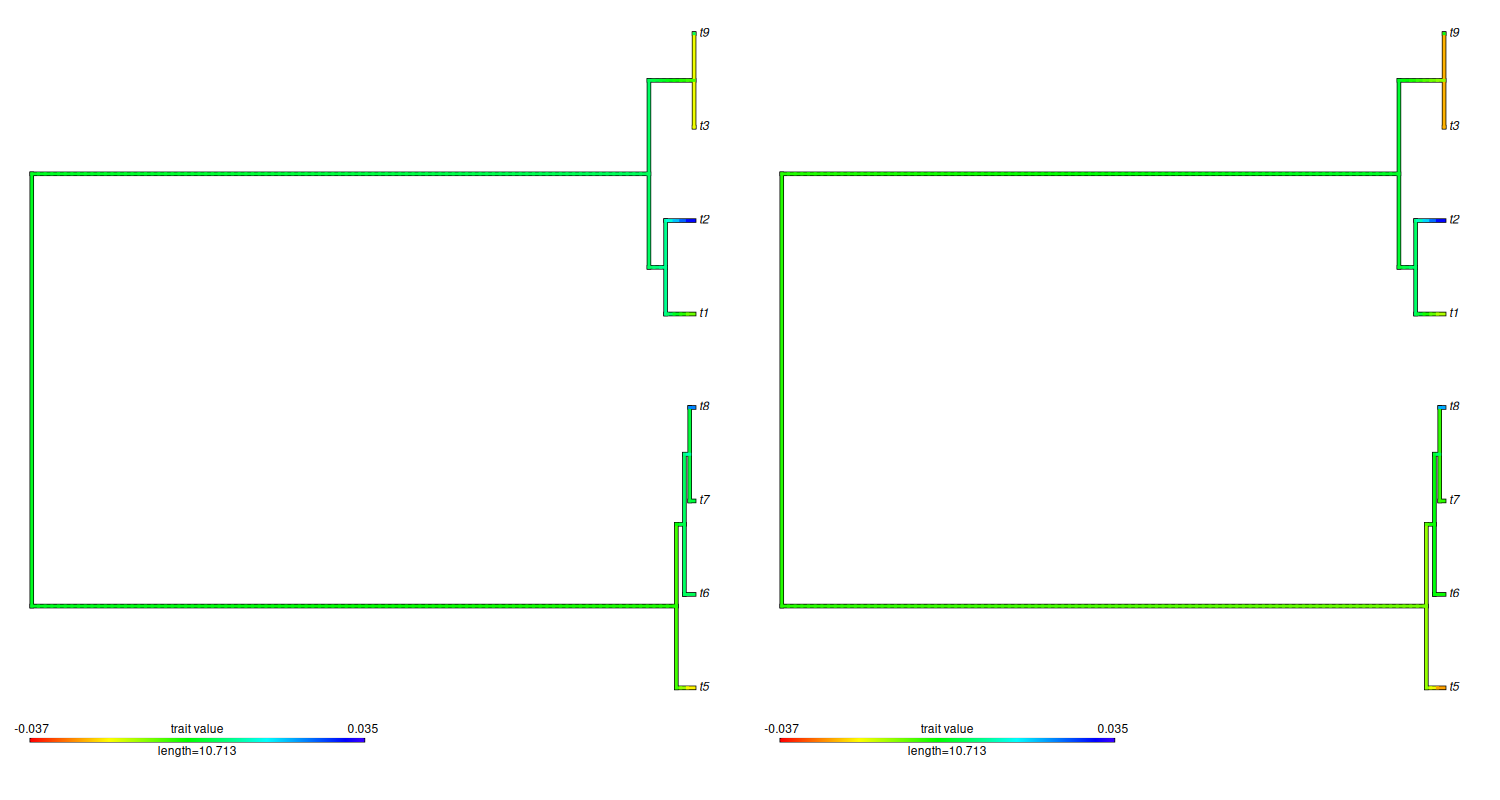 t9
t3
t2
t1
t8
t7
t6
t5
-0.037 trait value 0.035
length=10.713
t9
t3
t2
t1
t8
t7
t6
t5
-0.037 trait value 0.035
length=10.713